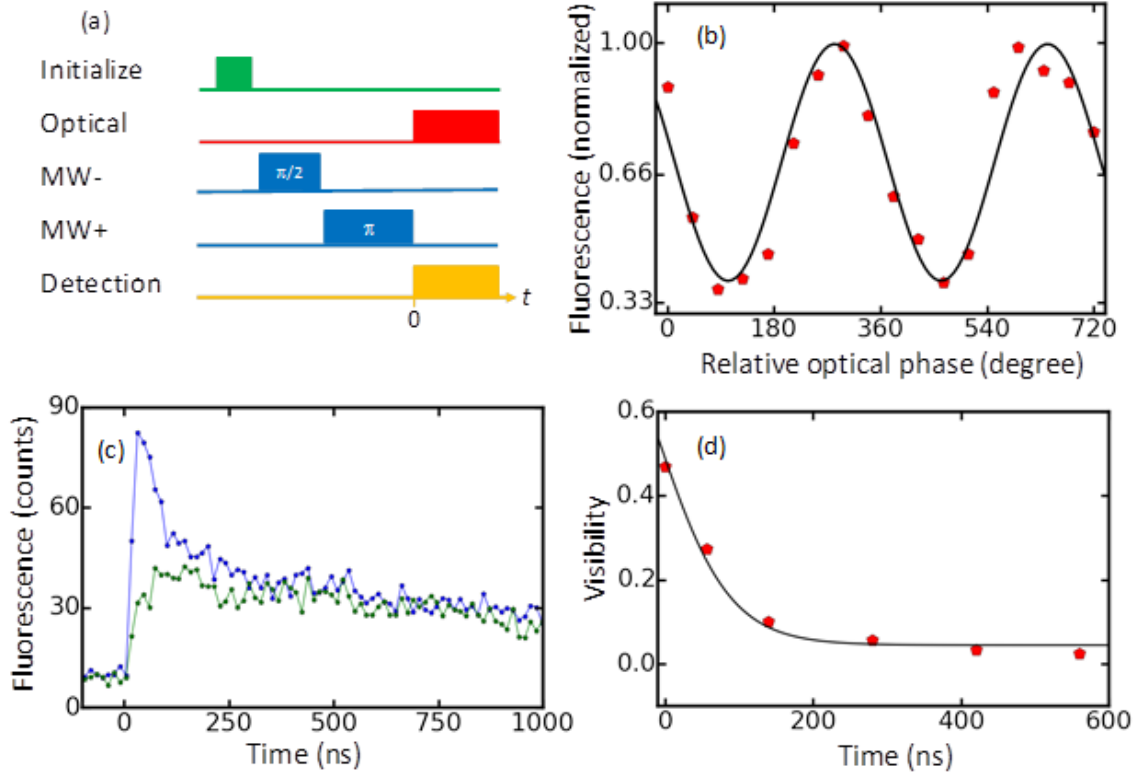 (a)
Initialize
Optical
MW-
π/2
MW+
π
Detection
t
0
(b)
Fluorescence (normalized)
1.00
0.66
0.33
0 180 360 540 720
Relative optical phase (degree)
(c)
Fluorescence (counts)
90
60
30
0
0 250 500 750 1000
Time (ns)
(d)
Visibility
0.6
0.4
0.2
0.0
0 200 400 600
Time (ns)